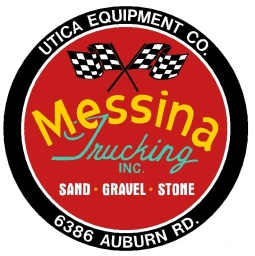 UTICA EQUIPMENT CO.
Messina
Trucking
INC.
SAND • GRAVEL • STONE
6386 AUBURN RD.